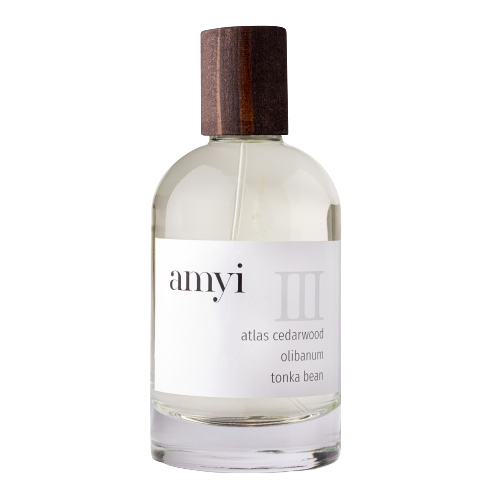 amyi
III
atlas cedarwood
olibanum
tonka bean